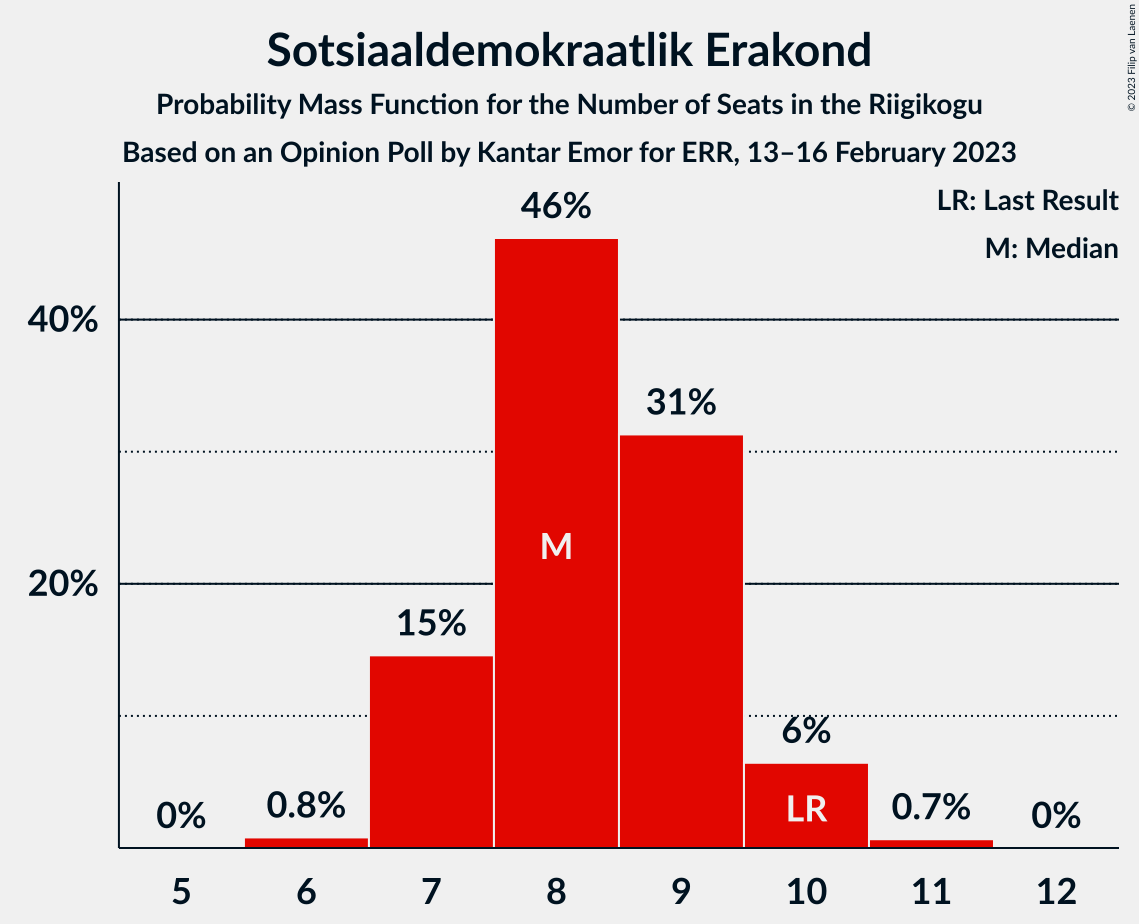 Sotsiaaldemokraatlik Erakond
Probability Mass Function for the Number of Seats in the Riigikogu
Based on an Opinion Poll by Kantar Emor for ERR, 13–16 February 2023
© 2023 Filip van Laenen
LR: Last Result
M: Median
46%
40%
31%
M
20%
15%
6%
0.8%
LR
0.7%
0%
0%
5 6 7 8 9 10 11 12